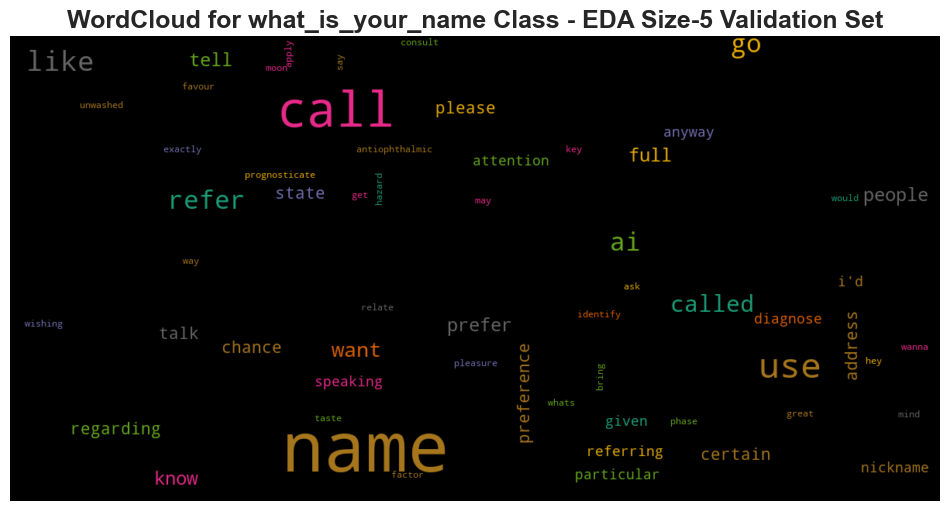 WordCloud for what_is_your_name Class - EDA Size-5 Validation Set
consult
go
like
tell
apply
say
moon
favour
unwashed
call
please
anyway
exactly
antiophthalmic
key
full
attention
prognosticate
hazard
refer
state
get
may
would
people
ai
way
ask
i'd
relate
called
wishing
identify
diagnose
address
talk
prefer
chance
want
preference
wanna
pleasure
hey
use
speaking
bring
whats
taste
given
phase
great
mind
regarding
name
referring
certain
nickname
know
factor
particular